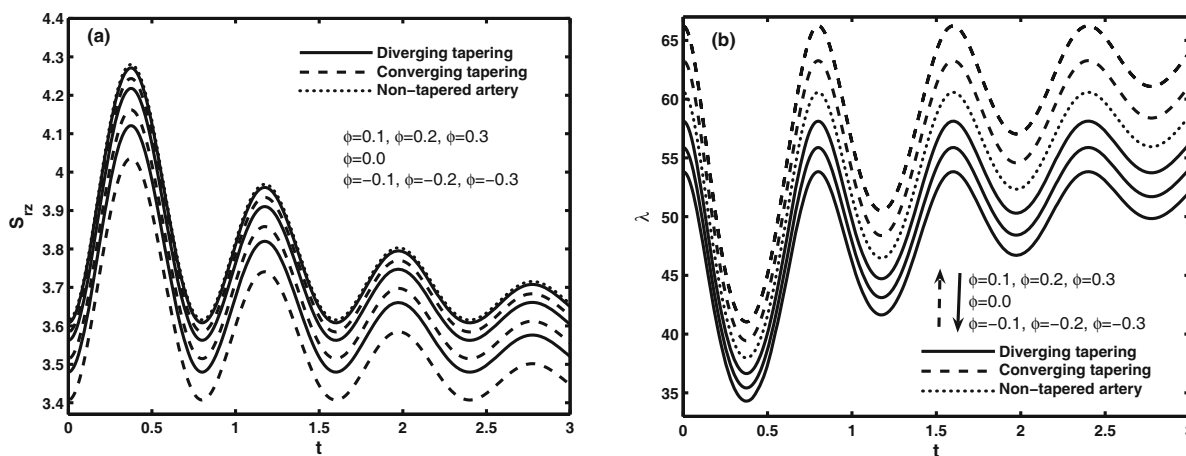 (a)
Diverging tapering
Converging tapering
Non-tapered artery
ϕ=0.1, ϕ=0.2, ϕ=0.3
ϕ=0.0
ϕ=-0.1, ϕ=-0.2, ϕ=-0.3
4.4
4.3
4.2
4.1
4
3.9
3.8
3.7
3.6
3.5
3.4
S_rz
0 0.5 1 1.5 2 2.5 3
t
(b)
65
60
55
50
45
40
35
λ
ϕ=0.1, ϕ=0.2, ϕ=0.3
ϕ=0.0
ϕ=-0.1, ϕ=-0.2, ϕ=-0.3
Diverging tapering
Converging tapering
Non-tapered artery
0 0.5 1 1.5 2 2.5 3
t